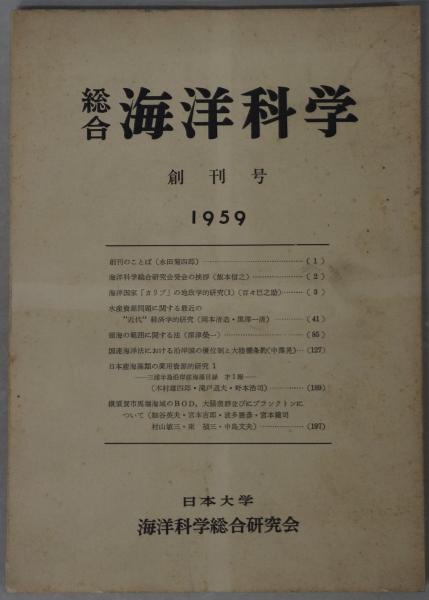 総合 海洋科学
創刊号
1959
創刊のことば（永田菊四郎）……………………（1）
海洋科学総合研究会発会の挨拶（飯本信之）……………（2）
海洋国家「カリブ」の地政学的研究(1)（百々巳之助）…………（3）
水産資源問題に関する最近の
"近代"経済学的研究（岡本清造・黒澤一清）…………（41）
領海の範囲に関する法（深津榮一）……………………（85）
国連海洋法における沿岸国の優位制と大陸棚条約(中澤晃)…（127）
日本産海藻類の薬用資源的研究 1
――三浦半島沿岸産海藻目録 才1報――
（木村雄四郎・滝戸道夫・野本浩司）……………（189）
横須賀市馬堀海域のBOD，大腸菌群並びにプランクトンに
ついて（細谷英夫・宮本吉郎・波多腰彦・宮本健司
村山敏三・東 禎三・中島文夫）……………（197）
日本大学
海洋科学総合研究会